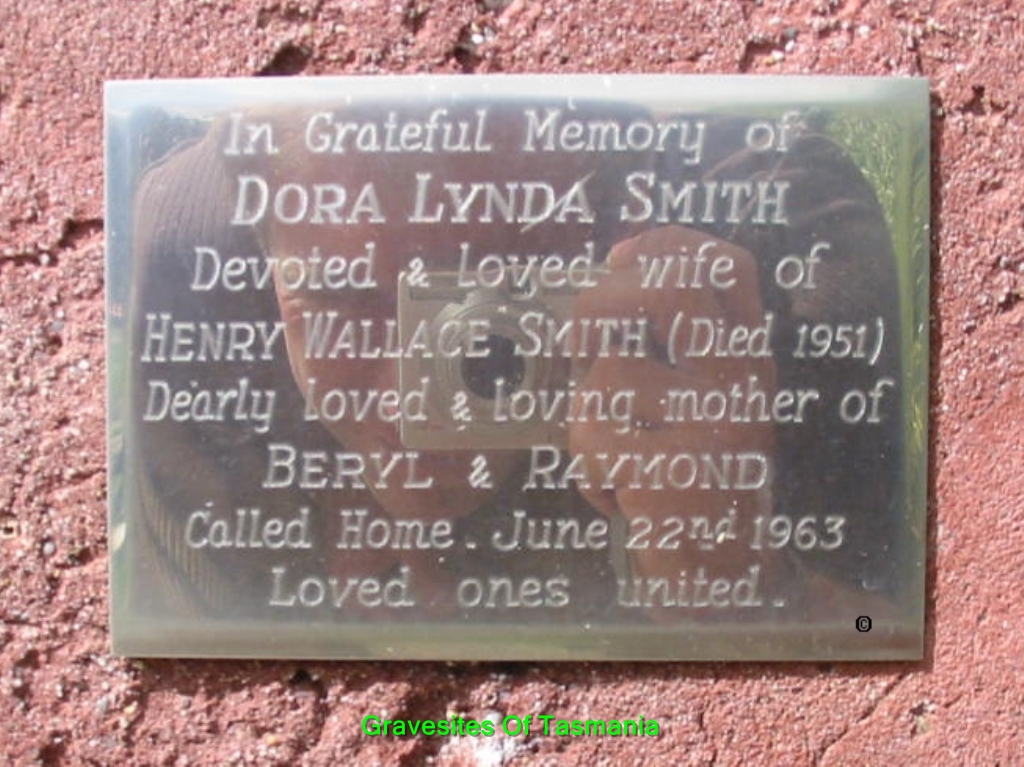 In Grateful Memory of
DORA LYNDA SMITH
Devoted & loved wife of
HENRY WALLACE SMITH (Died 1951)
Dearly loved & loving mother of
BERYL & RAYMOND
Called Home. June 22nd 1963
Loved ones united.
©
Gravesites Of Tasmania